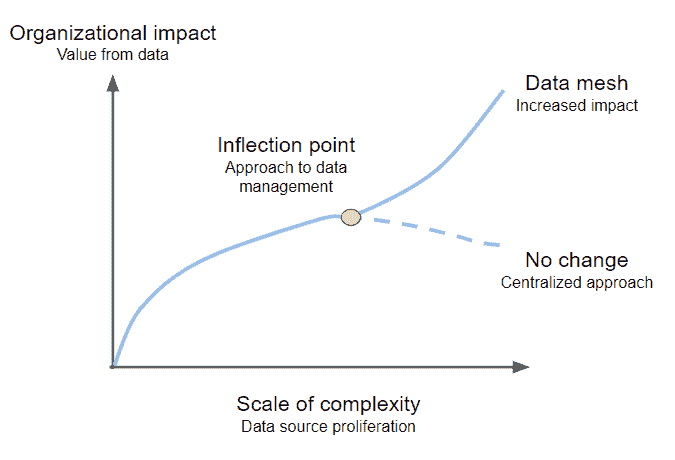 Organizational impact
Value from data
Data mesh
Increased impact
Inflection point
Approach to data
management
No change
Centralized approach
Scale of complexity
Data source proliferation